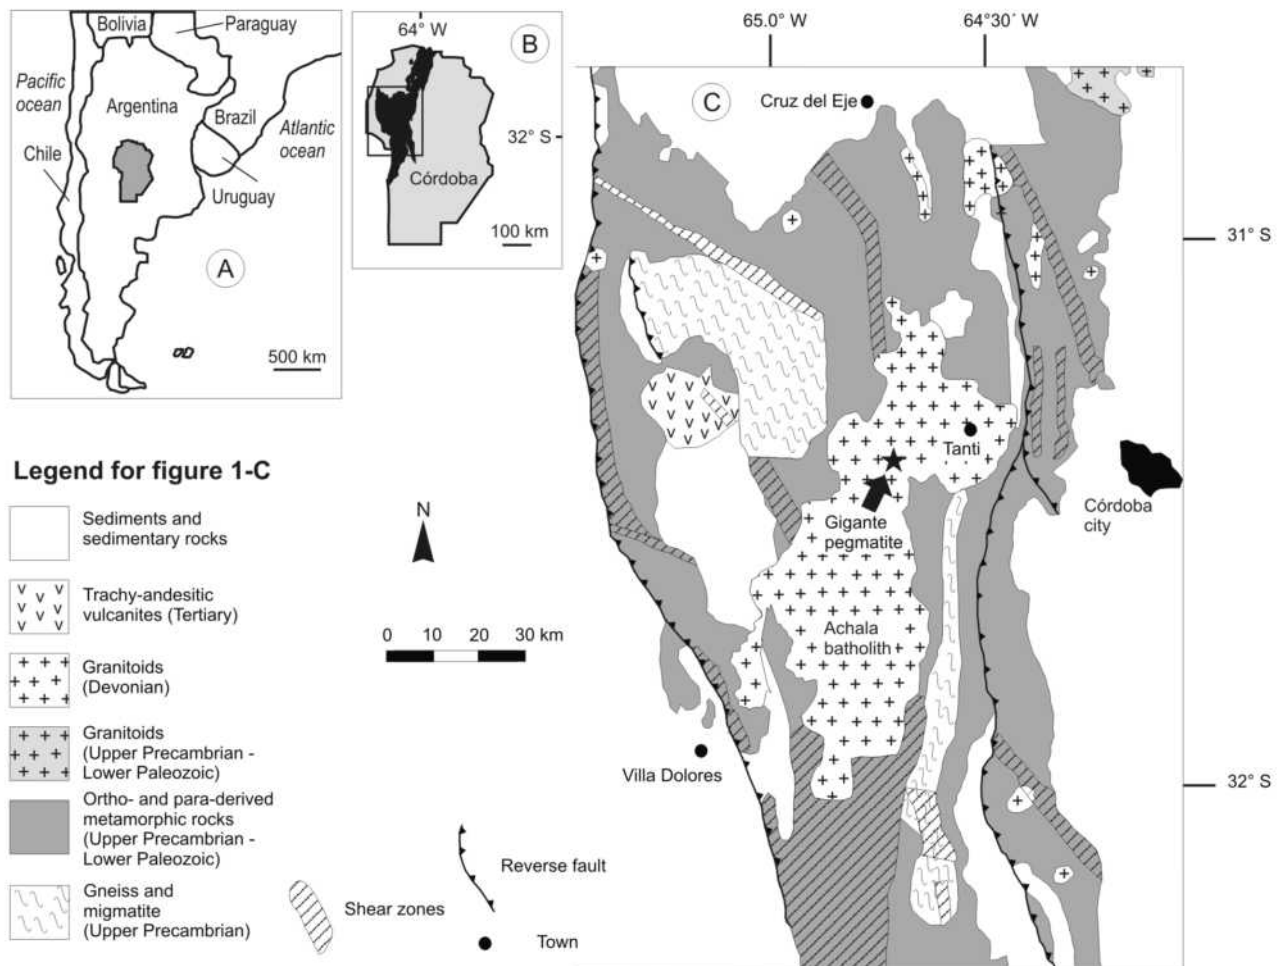 Bolivia
Paraguay
Pacific
ocean
Argentina
Brazil
Atlantic
ocean
Chile
Uruguay
A
500 km
64° W
B
32° S
Córdoba
100 km
65.0° W
64°30´ W
C
Cruz del Eje
31° S
Tanti
Córdoba
city
Gigante
pegmatite
Achala
batholith
Villa Dolores
32° S
Legend for figure 1-C
Sediments and
sedimentary rocks
Trachy-andesitic
vulcanites (Tertiary)
Granitoids
(Devonian)
Granitoids
(Upper Precambrian -
Lower Paleozoic)
Ortho- and para-derived
metamorphic rocks
(Upper Precambrian -
Lower Paleozoic)
Gneiss and
migmatite
(Upper Precambrian)
N
0 10 20 30 km
Reverse fault
Shear zones
Town